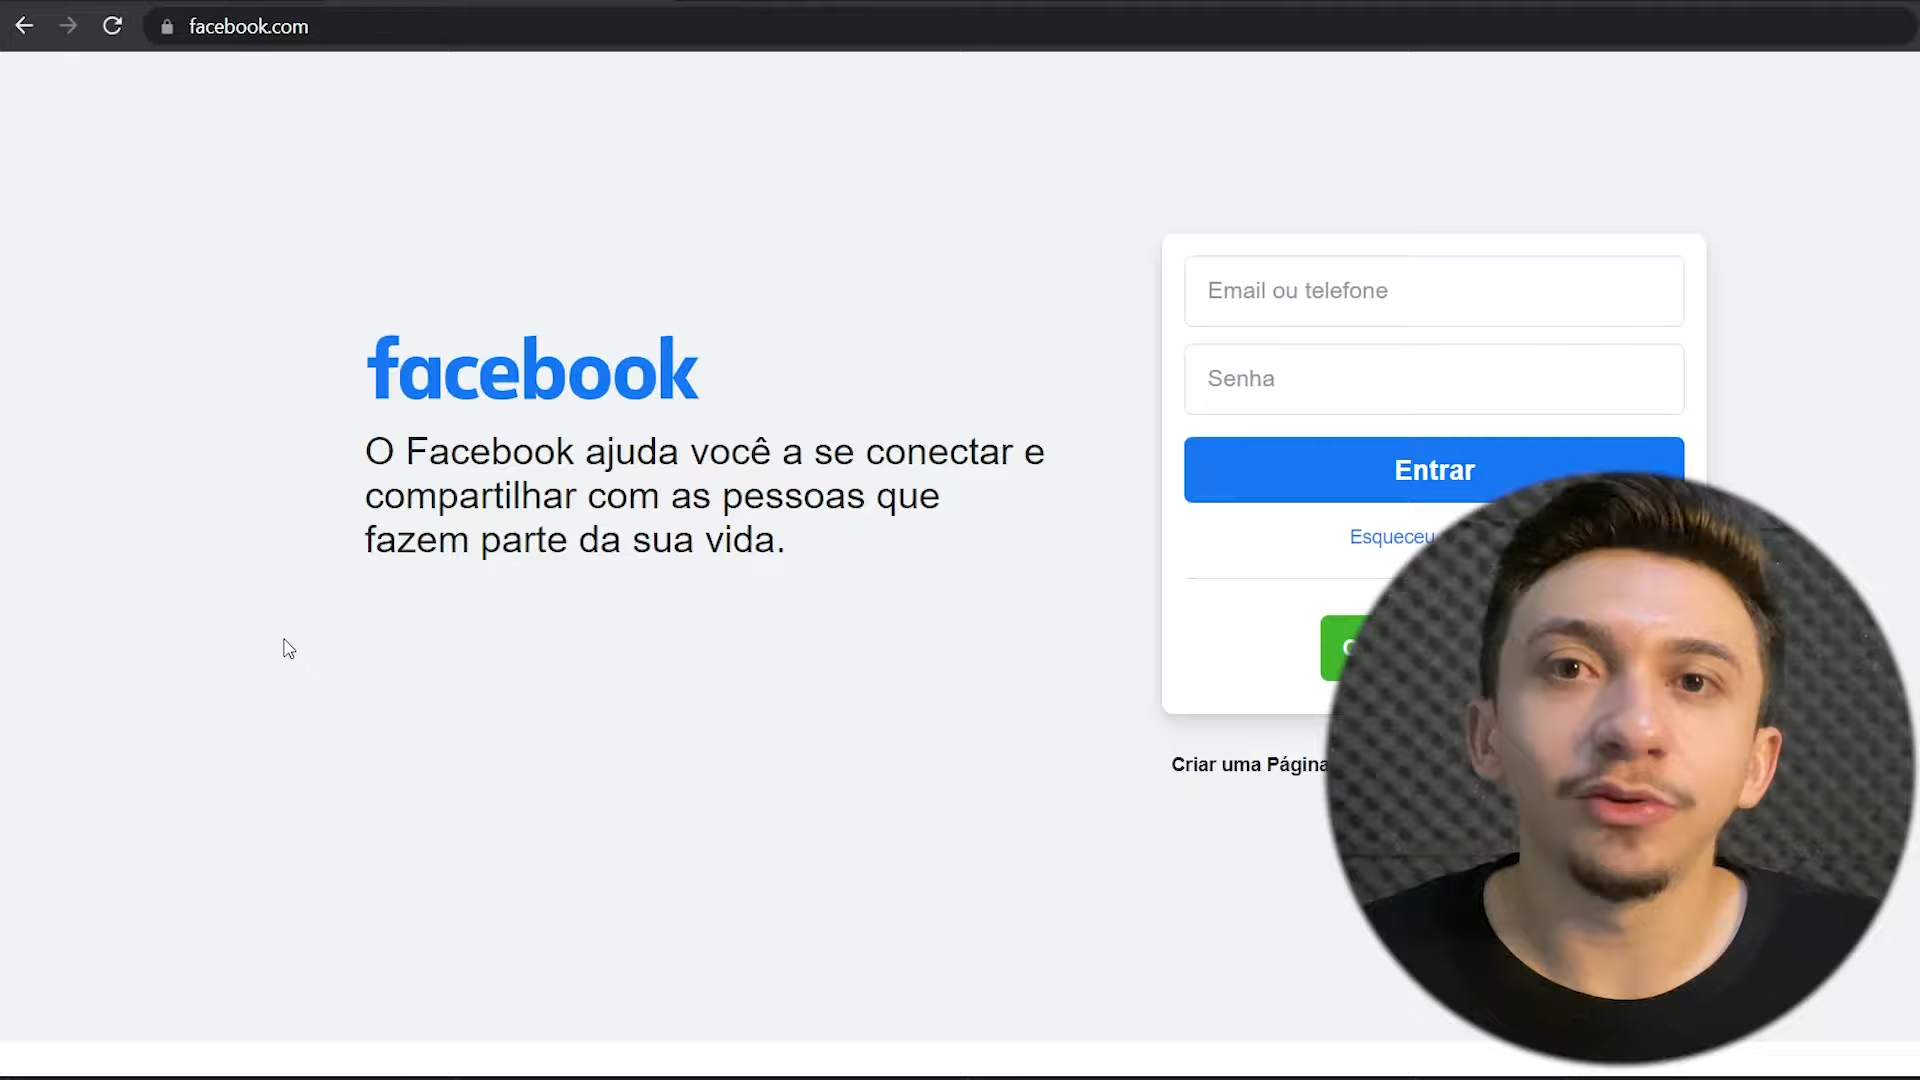 facebook.com
facebook
O Facebook ajuda você a se conectar e
compartilhar com as pessoas que
fazem parte da sua vida.
Email ou telefone
Senha
Entrar
Esqueceu
Criar uma Página